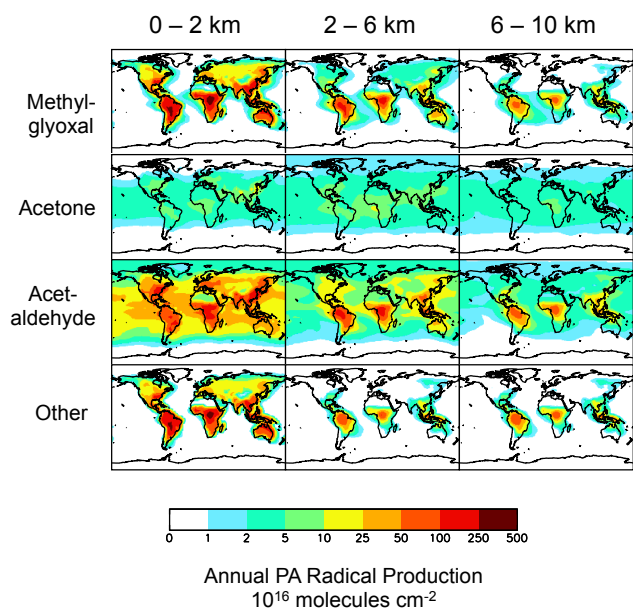 0 – 2 km 2 – 6 km 6 – 10 km
Methyl-
glyoxal
Acetone
Acet-
aldehyde
Other
0 1 2 5 10 25 50 100 250 500
Annual PA Radical Production
10¹⁶ molecules cm⁻²